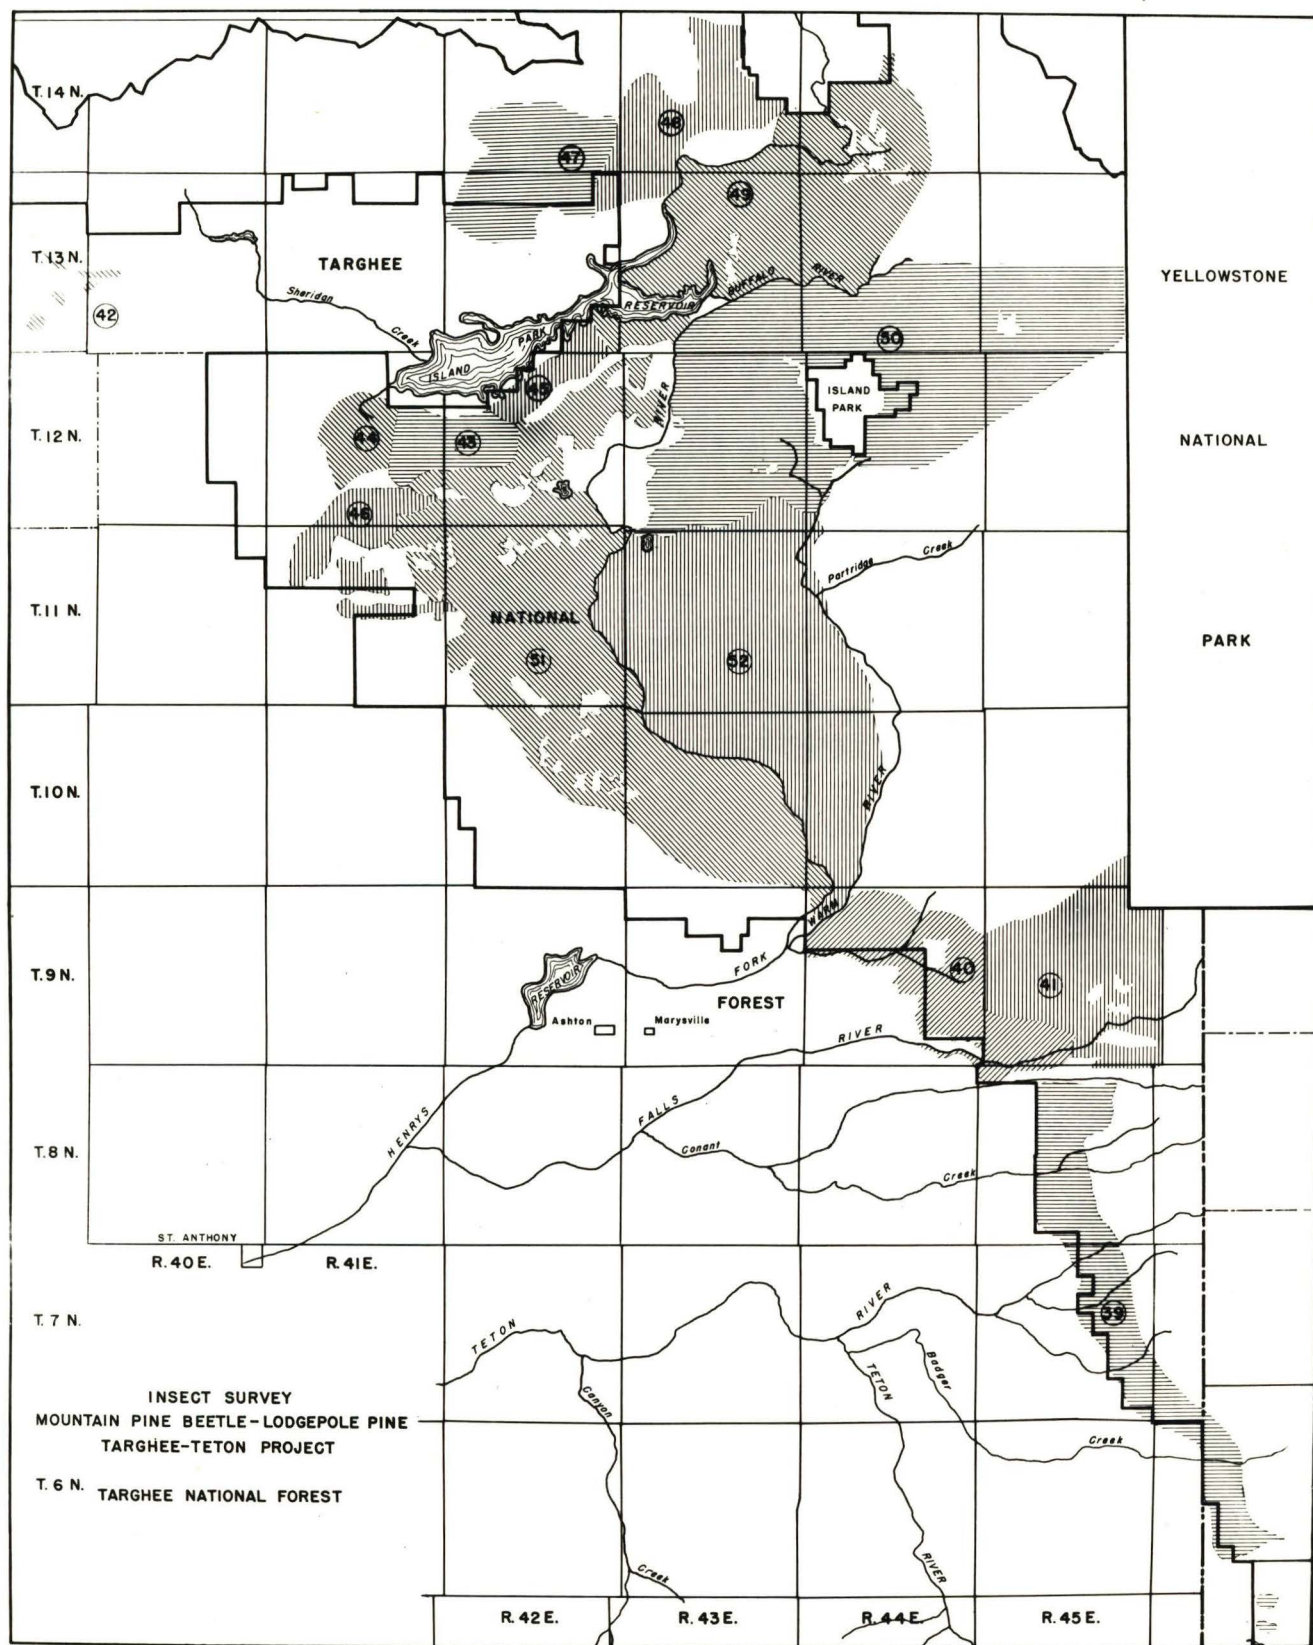 T.14 N.
48
47
49
T.13 N.
TARGHEE
YELLOWSTONE
Sheridan
Creek
RESERVOIR
BUFFALO
RIVER
42
PARK
ISLAND
50
45
ISLAND
PARK
RIVER
T.12 N.
44
43
NATIONAL
46
Partridge Creek
T.11 N.
NATIONAL
PARK
51
52
T.10 N.
RIVER
WARM
T.9 N.
RESERVOIR
FORK
FOREST
40
41
Ashton
Marysville
RIVER
HENRYS
FALLS
T.8 N.
Conant
Creek
ST. ANTHONY
R.40 E.
R.41E.
T. 7 N.
TETON
RIVER
39
TETON
Badger
Canyon
INSECT SURVEY
MOUNTAIN PINE BEETLE-LODGEPOLE PINE
TARGHEE-TETON PROJECT
Creek
T. 6 N.
TARGHEE NATIONAL FOREST
Creek
RIVER
R.42 E.
R.43 E.
R.44 E.
R.45 E.